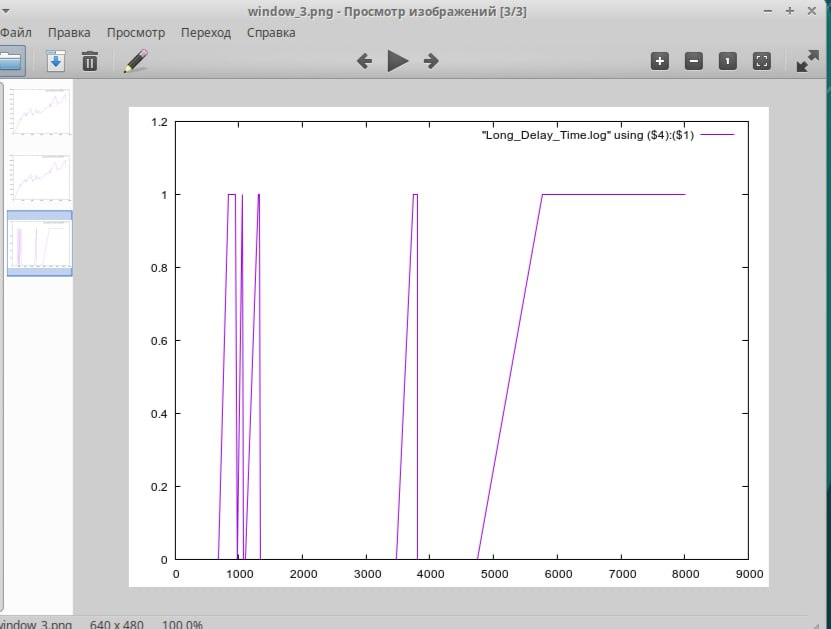 window_3.png - Просмотр изображений [3/3]
Файл Правка Просмотр Переход Справка
"Long_Delay_Time.log" using ($4):($1)
1.2
1
0.8
0.6
0.4
0.2
0
0 1000 2000 3000 4000 5000 6000 7000 8000 9000
window_3.png 640 x 480 100.0%